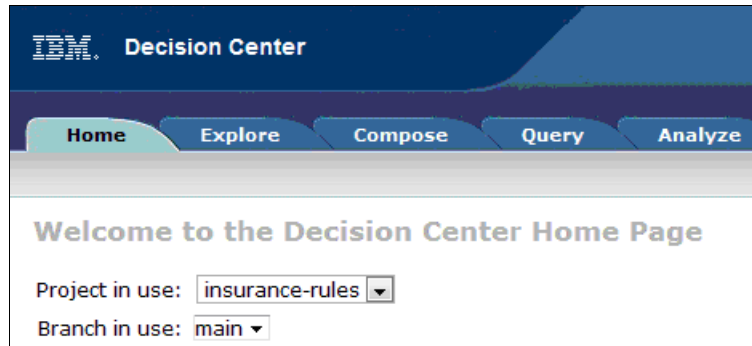 IBM. Decision Center
Home Explore Compose Query Analyze
Welcome to the Decision Center Home Page
Project in use: insurance-rules
Branch in use: main